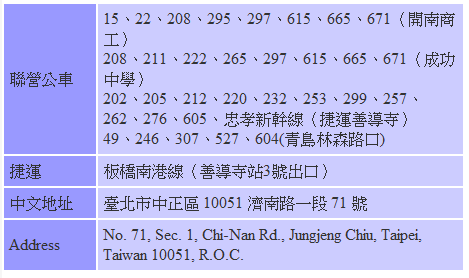 聯營公車
15、22、208、295、297、615、665、671（開南商
工）
208、211、222、265、297、615、665、671（成功
中學）
202、205、212、220、232、253、299、257、
262、276、605、忠孝新幹線（捷運善導寺）
49、246、307、527、604(青島林森路口)
捷運
板橋南港線（善導寺站3號出口）
中文地址
臺北市中正區 10051 濟南路一段 71 號
Address
No. 71, Sec. 1, Chi-Nan Rd., Jungjeng Chiu, Taipei,
Taiwan 10051, R.O.C.